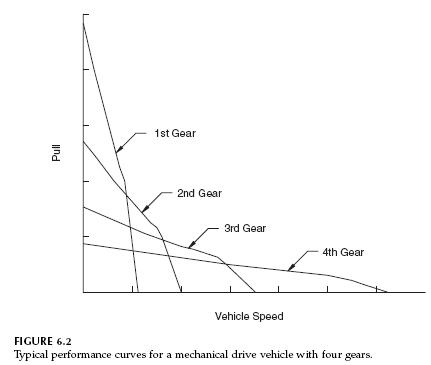 1st Gear
Pull
2nd Gear
3rd Gear
4th Gear
Vehicle Speed
FIGURE 6.2
Typical performance curves for a mechanical drive vehicle with four gears.